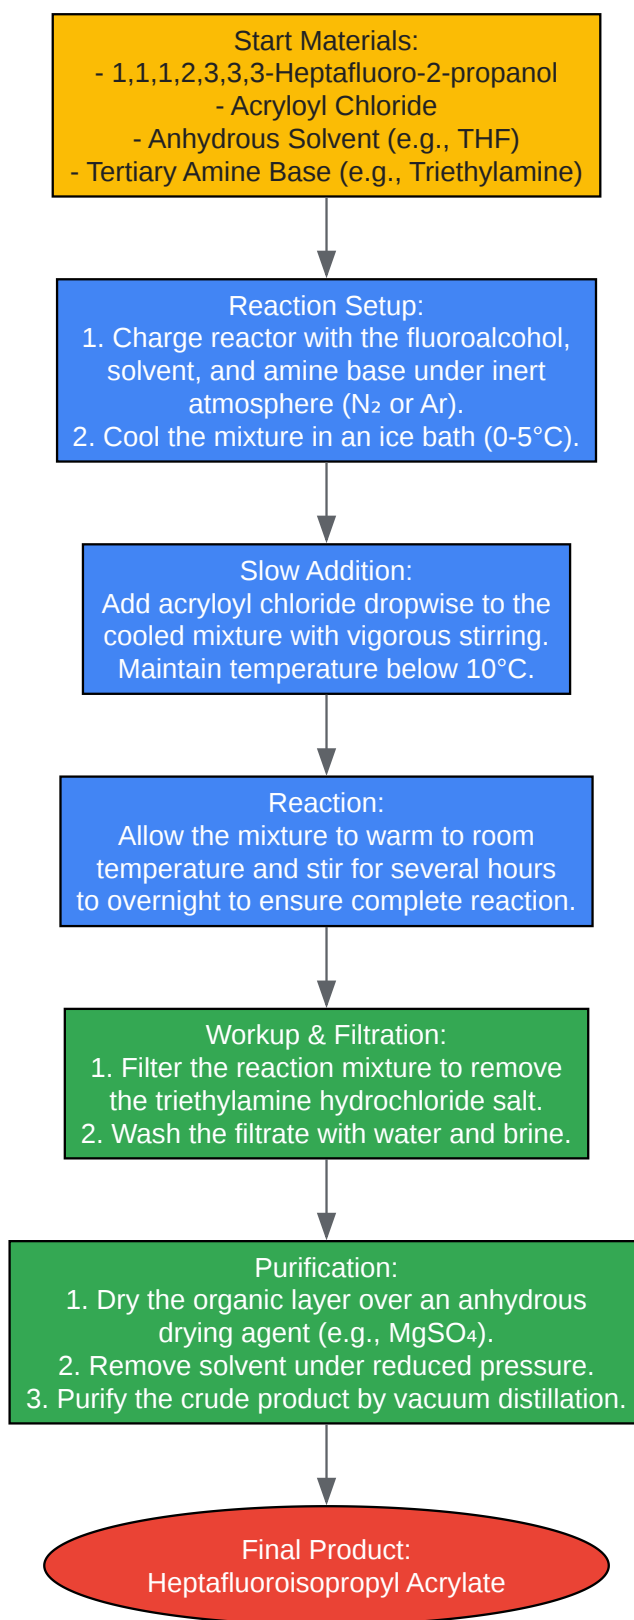 Start Materials:
- 1,1,1,2,3,3,3-Heptafluoro-2-propanol
- Acryloyl Chloride
- Anhydrous Solvent (e.g., THF)
- Tertiary Amine Base (e.g., Triethylamine)
Reaction Setup:
1. Charge reactor with the fluoroalcohol,
solvent, and amine base under inert
atmosphere (N₂ or Ar).
2. Cool the mixture in an ice bath (0-5°C).
Slow Addition:
Add acryloyl chloride dropwise to the
cooled mixture with vigorous stirring.
Maintain temperature below 10°C.
Reaction:
Allow the mixture to warm to room
temperature and stir for several hours
to overnight to ensure complete reaction.
Workup & Filtration:
1. Filter the reaction mixture to remove
the triethylamine hydrochloride salt.
2. Wash the filtrate with water and brine.
Purification:
1. Dry the organic layer over an anhydrous
drying agent (e.g., MgSO₄).
2. Remove solvent under reduced pressure.
3. Purify the crude product by vacuum distillation.
Final Product:
Heptafluoroisopropyl Acrylate